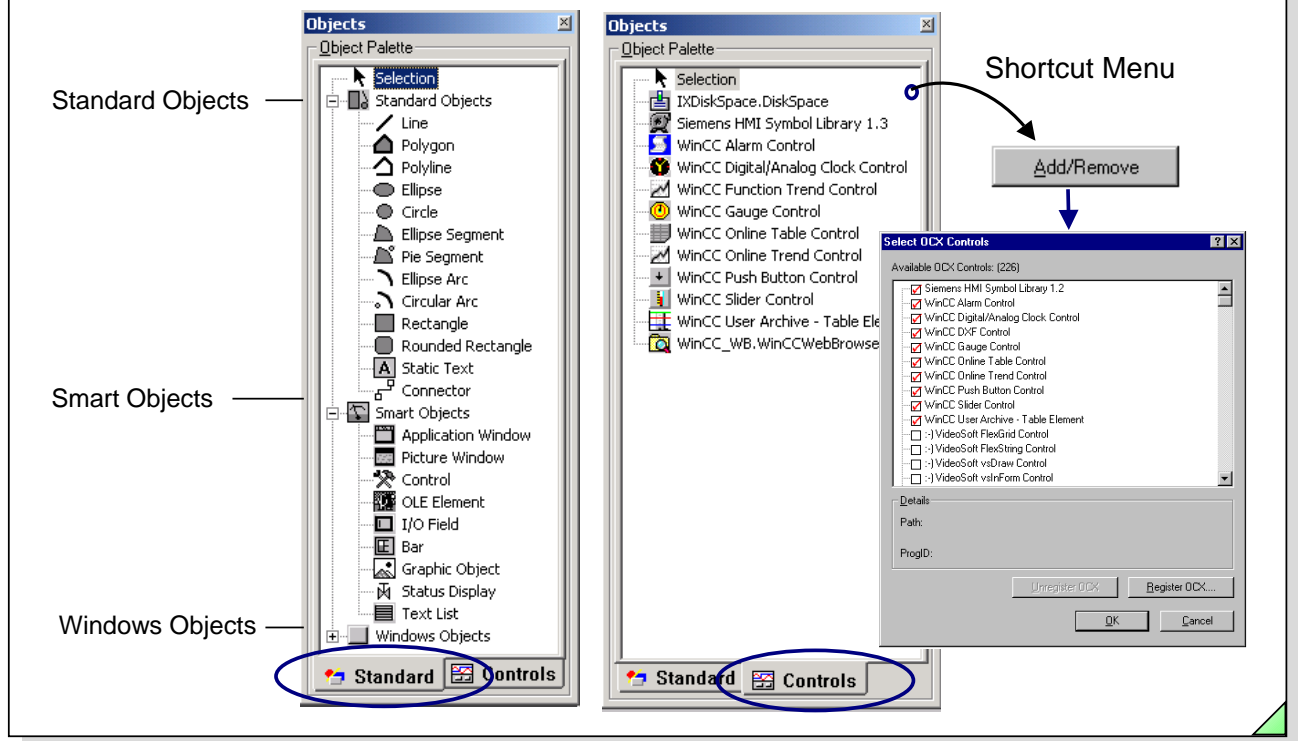 Standard Objects
Smart Objects
Windows Objects
Objects
Object Palette
Selection
Standard Objects
Line
Polygon
Polyline
Ellipse
Circle
Ellipse Segment
Pie Segment
Ellipse Arc
Circular Arc
Rectangle
Rounded Rectangle
A Static Text
Connector
Smart Objects
Application Window
Picture Window
Control
OLE Element
I/O Field
Bar
Graphic Object
Status Display
Text List
Windows Objects
Standard
Controls
Objects
Object Palette
Selection
IXDiskSpace.DiskSpace
Siemens HMI Symbol Library 1.3
WinCC Alarm Control
WinCC Digital/Analog Clock Control
WinCC Function Trend Control
WinCC Gauge Control
WinCC Online Table Control
WinCC Online Trend Control
WinCC Push Button Control
WinCC Slider Control
WinCC User Archive - Table Ele
WinCC_WB.WinCCWebBrowse
Standard
Controls
Shortcut Menu
Add/Remove
Select OCX Controls
Available OCX Controls: (226)
Siemens HMI Symbol Library 1.2
WinCC Alarm Control
WinCC Digital/Analog Clock Control
WinCC DXF Control
WinCC Gauge Control
WinCC Online Table Control
WinCC Online Trend Control
WinCC Push Button Control
WinCC Slider Control
WinCC User Archive - Table Element
:-) VideoSoft FlexGrid Control
:-) VideoSoft FlexString Control
:-) VideoSoft vsDraw Control
:-) VideoSoft vsInForm Control
Details
Path:
ProgID:
Unregister OCX
Register OCX....
OK
Cancel